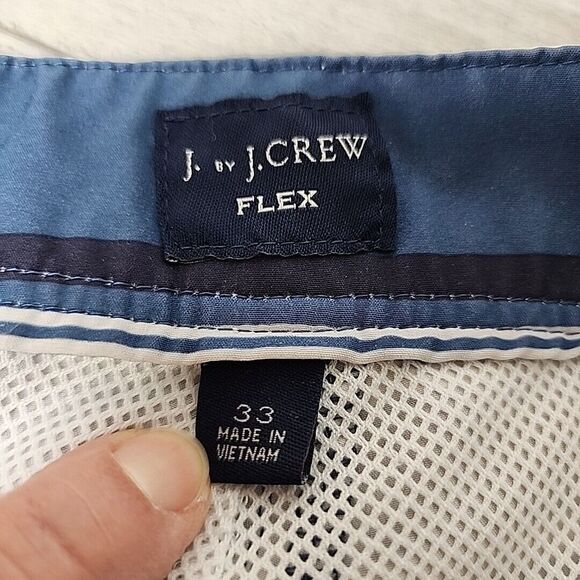 J. BY J.CREW
FLEX
33
MADE IN
VIETNAM